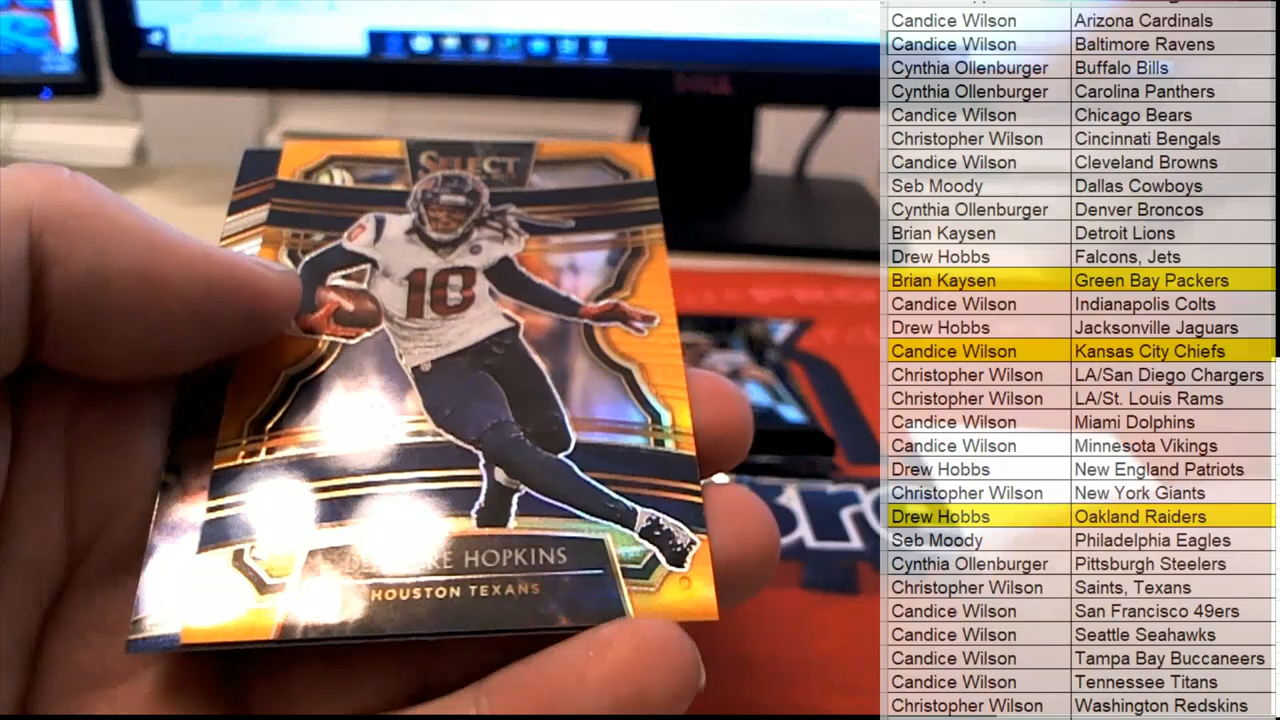 SELECT
10
HOPKINS
HOUSTON TEXANS
Candice Wilson Arizona Cardinals
Candice Wilson Baltimore Ravens
Cynthia Ollenburger Buffalo Bills
Cynthia Ollenburger Carolina Panthers
Candice Wilson Chicago Bears
Christopher Wilson Cincinnati Bengals
Candice Wilson Cleveland Browns
Seb Moody Dallas Cowboys
Cynthia Ollenburger Denver Broncos
Brian Kaysen Detroit Lions
Drew Hobbs Falcons, Jets
Brian Kaysen Green Bay Packers
Candice Wilson Indianapolis Colts
Drew Hobbs Jacksonville Jaguars
Candice Wilson Kansas City Chiefs
Christopher Wilson LA/San Diego Chargers
Christopher Wilson LA/St. Louis Rams
Candice Wilson Miami Dolphins
Candice Wilson Minnesota Vikings
Drew Hobbs New England Patriots
Christopher Wilson New York Giants
Drew Hobbs Oakland Raiders
Seb Moody Philadelphia Eagles
Cynthia Ollenburger Pittsburgh Steelers
Christopher Wilson Saints, Texans
Candice Wilson San Francisco 49ers
Candice Wilson Seattle Seahawks
Candice Wilson Tampa Bay Buccaneers
Candice Wilson Tennessee Titans
Christopher Wilson Washington Redskins